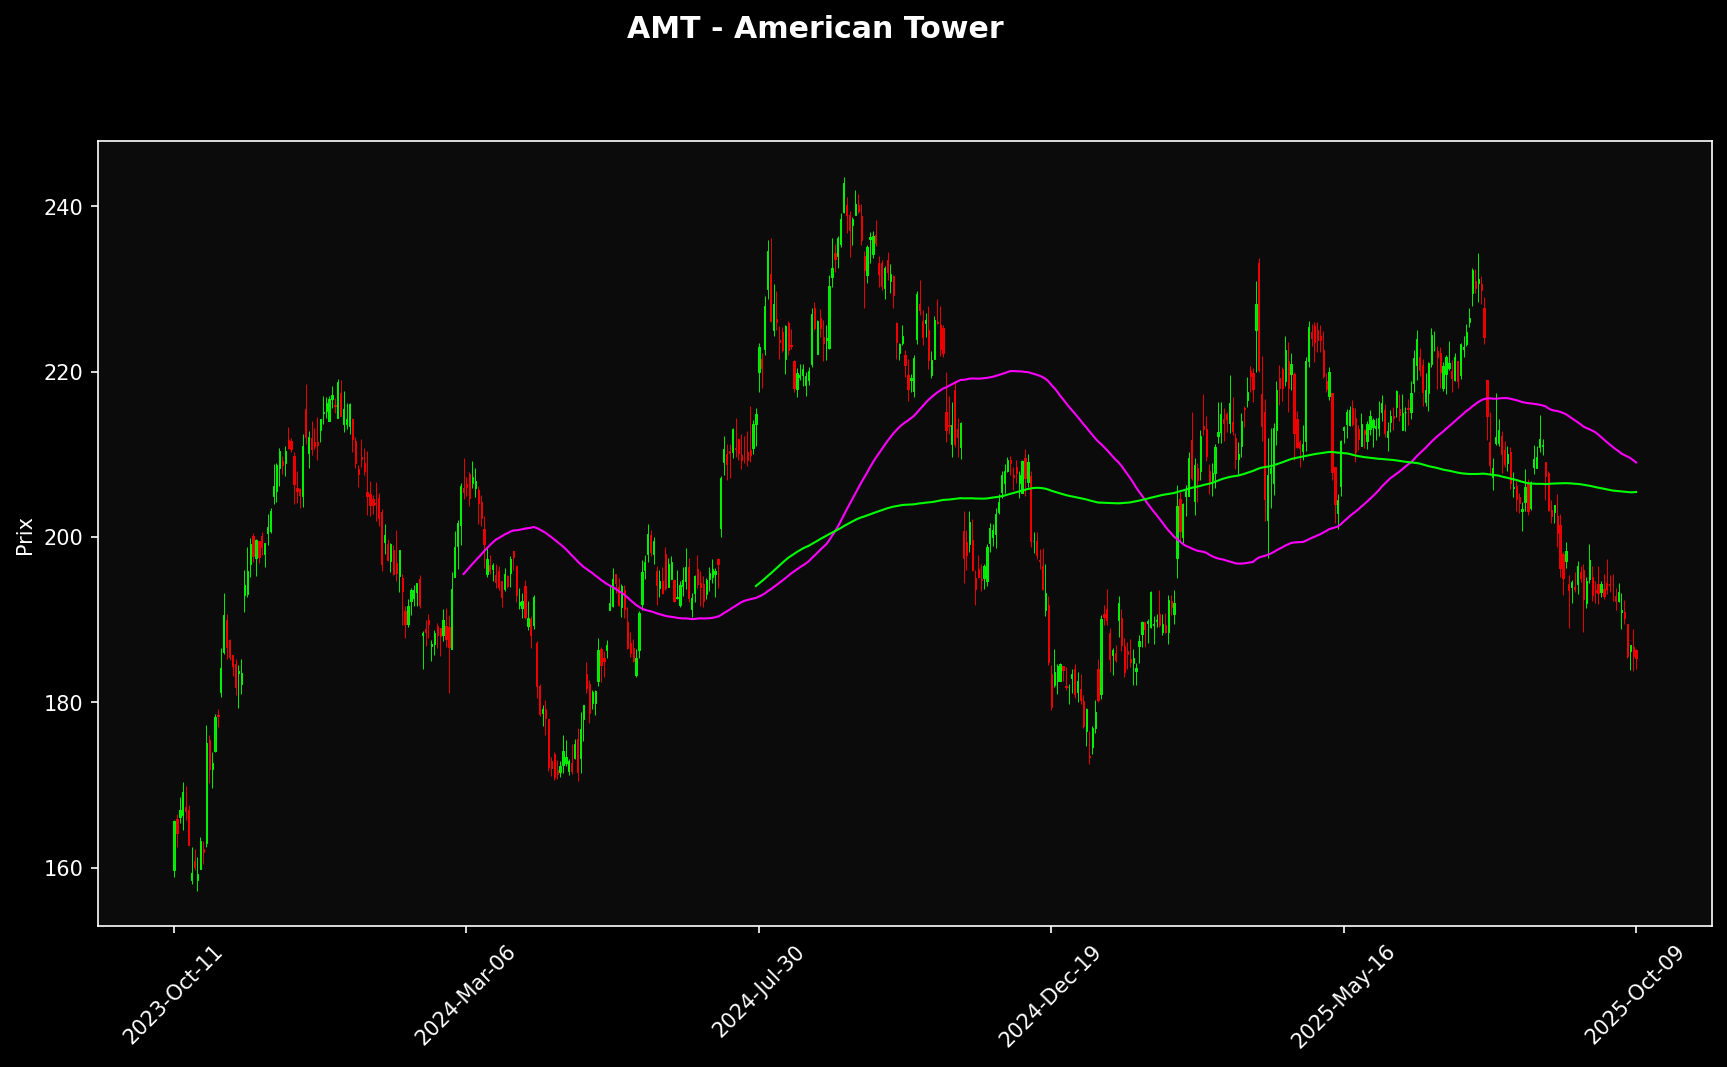 AMT - American Tower
Prix
240
220
200
180
160
2023-Oct-11
2024-Mar-06
2024-Jul-30
2024-Dec-19
2025-May-16
2025-Oct-09